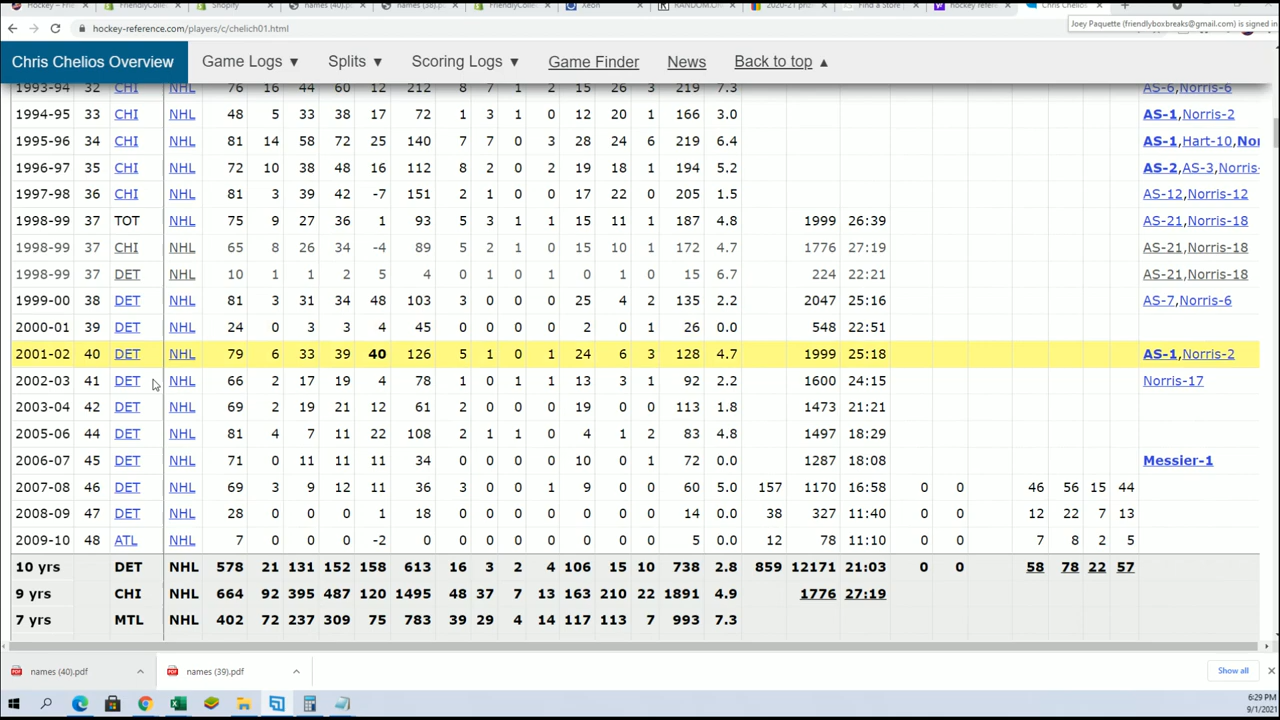 Hockey – F
FriendlyColle
Shopify
names (40).p
names (38).p
FriendlyColle
Xeon
RANDOM.OR
2020-21 pri
Find a Store
hockey refer
Chris Chelios
Joey Paquette (friendlyboxbreaks@gmail.com) is signed in
hockey-reference.com/players/c/chelich01.html
Chris Chelios Overview Game Logs ▼ Splits ▼ Scoring Logs ▼ Game Finder News Back to top ▲
1993-94 32 CHI NHL 76 16 44 60 12 212 8 7 1 2 15 26 3 219 7.3 AS-6,Norris-6
1994-95 33 CHI NHL 48 5 33 38 17 72 1 3 1 0 12 20 1 166 3.0 AS-1,Norris-2
1995-96 34 CHI NHL 81 14 58 72 25 140 7 0 3 28 24 6 219 6.4 AS-1,Hart-10,Nor
1996-97 35 CHI NHL 72 10 38 48 16 112 8 2 0 2 19 18 1 194 5.2 AS-2,AS-3,Norris-
1997-98 36 CHI NHL 81 3 39 42 -7 151 1 0 1 17 22 0 205 1.5 AS-12,Norris-12
1998-99 37 TOT NHL 75 9 27 36 1 93 5 3 1 1 15 11 1 187 4.8 1999 26:39 AS-21,Norris-18
1998-99 37 CHI NHL 65 8 26 34 -4 89 5 2 1 0 15 10 1 172 4.7 1776 27:19 AS-21,Norris-18
1998-99 37 DET NHL 10 1 1 2 5 4 0 1 0 1 0 1 0 15 6.7 224 22:21 AS-21,Norris-18
1999-00 38 DET NHL 81 3 31 34 48 103 3 0 0 0 25 4 2 135 2.2 2047 25:16 AS-7,Norris-6
2000-01 39 DET NHL 24 0 3 3 4 45 0 0 0 0 2 0 1 26 0.0 548 22:51
2001-02 40 DET NHL 79 6 33 39 40 126 5 1 0 1 24 6 3 128 4.7 1999 25:18 AS-1,Norris-2
2002-03 41 DET NHL 66 2 17 19 4 78 1 0 1 1 13 3 1 92 2.2 1600 24:15 Norris-17
2003-04 42 DET NHL 69 2 19 21 12 61 2 0 0 0 19 0 0 113 1.8 1473 21:21
2005-06 44 DET NHL 81 4 7 11 22 108 2 1 1 0 4 1 2 83 4.8 1497 18:29
2006-07 45 DET NHL 71 0 11 11 11 34 0 0 0 0 10 0 1 72 0.0 1287 18:08 Messier-1
2007-08 46 DET NHL 69 3 9 12 11 36 3 0 0 1 9 0 0 60 5.0 157 1170 16:58 0 0 46 56 15 44
2008-09 47 DET NHL 28 0 0 0 1 18 0 0 0 0 0 0 0 14 0.0 38 327 11:40 0 0 12 22 7 13
2009-10 48 ATL NHL 7 0 0 0 -2 0 0 0 0 0 0 0 5 0.0 12 78 11:10 0 0 7 8 2 5
10 yrs DET NHL 578 21 131 152 158 613 16 3 2 4 106 15 10 738 2.8 859 12171 21:03 0 0 58 78 22 57
9 yrs CHI NHL 664 92 395 487 120 1495 48 37 7 13 163 210 22 1891 4.9 1776 27:19
7 yrs MTL NHL 402 72 237 309 75 783 39 29 4 14 117 113 7 993 7.3
names (40).pdf names (39).pdf Show all
6:29 PM
9/1/2021